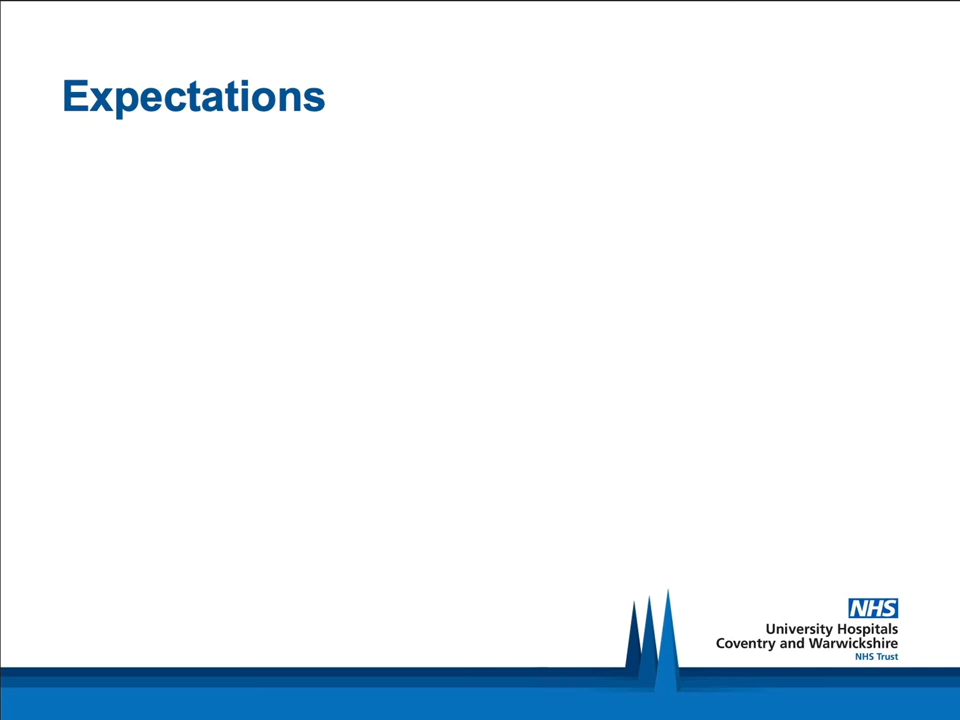 Expectations
NHS
University Hospitals
Coventry and Warwickshire
NHS Trust